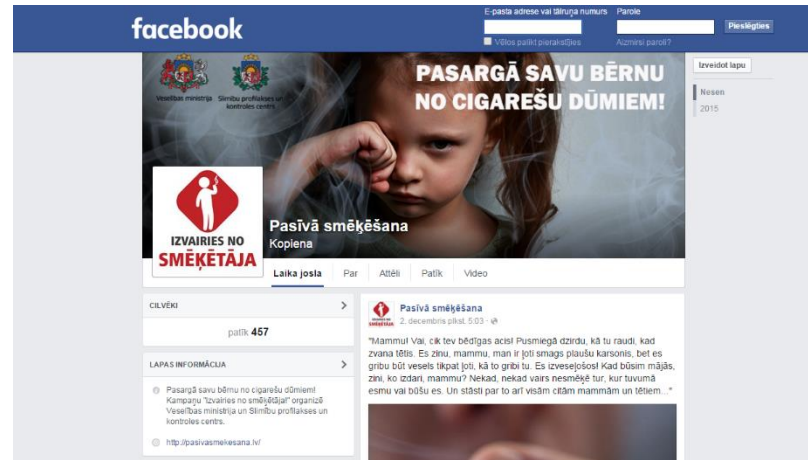 facebook
E-pasta adrese vai tālruņa numurs
Parole
Pieslēgties
Vēlos palikt pierakstījies
Aizmirsi paroli?
Veselības ministrija
Slimību profilakses un
kontroles centrs
PASARGĀ SAVU BĒRNU
NO CIGAREŠU DŪMIEM!
Izveidot lapu
Nesen
2015
IZVAIRIES NO
SMĒĶĒTĀJA
Pasīvā smēķēšana
Kopiena
Laika josla
Par
Attēli
Patīk
Video
CILVĒKI
patīk 457
LAPAS INFORMĀCIJA
Pasargā savu bērnu no cigarešu dūmiem!
Kampaņu "Izvairies no smēķētāja!" organizē
Veselības ministrija un Slimību profilakses un
kontroles centrs.
http://pasivasmekesana.lv/
Pasīvā smēķēšana
2. decembris plkst. 5:03
"Mammu! Vai, cik tev bēdīgas acis! Pusmiegā dzirdu, kā tu raudi, kad
zvana tētis. Es zinu, mammu, man ir ļoti smags plaušu karsonis, bet es
gribu būt vesels tikpat ļoti, kā to gribi tu. Es izveseļošos! Kad būsim mājās,
zini, ko izdari, mammu? Nekad, nekad vairs nesmēķē tur, kur tuvumā
esmu vai būšu es. Un stāsti par to arī visām citām mammām un tētiem..."